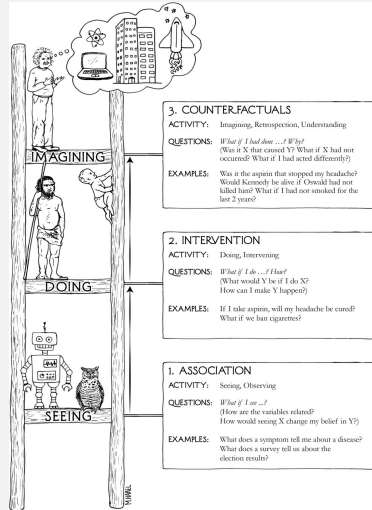 3. COUNTERFACTUALS
ACTIVITY: Imagining, Retrospection, Understanding
QUESTIONS: What if I had done …? Why?
(Was it X that caused Y? What if X had not
occurred? What if I had acted differently?)
EXAMPLES: Was it the aspirin that stopped my headache?
Would Kennedy be alive if Oswald had not
killed him? What if I had not smoked for the
last 2 years?
IMAGINING
2. INTERVENTION
ACTIVITY: Doing, Intervening
QUESTIONS: What if I do …? How?
(What would Y be if I do X?
How can I make Y happen?)
EXAMPLES: If I take aspirin, will my headache be cured?
What if we ban cigarettes?
DOING
1. ASSOCIATION
ACTIVITY: Seeing, Observing
QUESTIONS: What if I see ...?
(How are the variables related?
How would seeing X change my belief in Y?)
EXAMPLES: What does a symptom tell me about a disease?
What does a survey tell us about the
election results?
SEEING